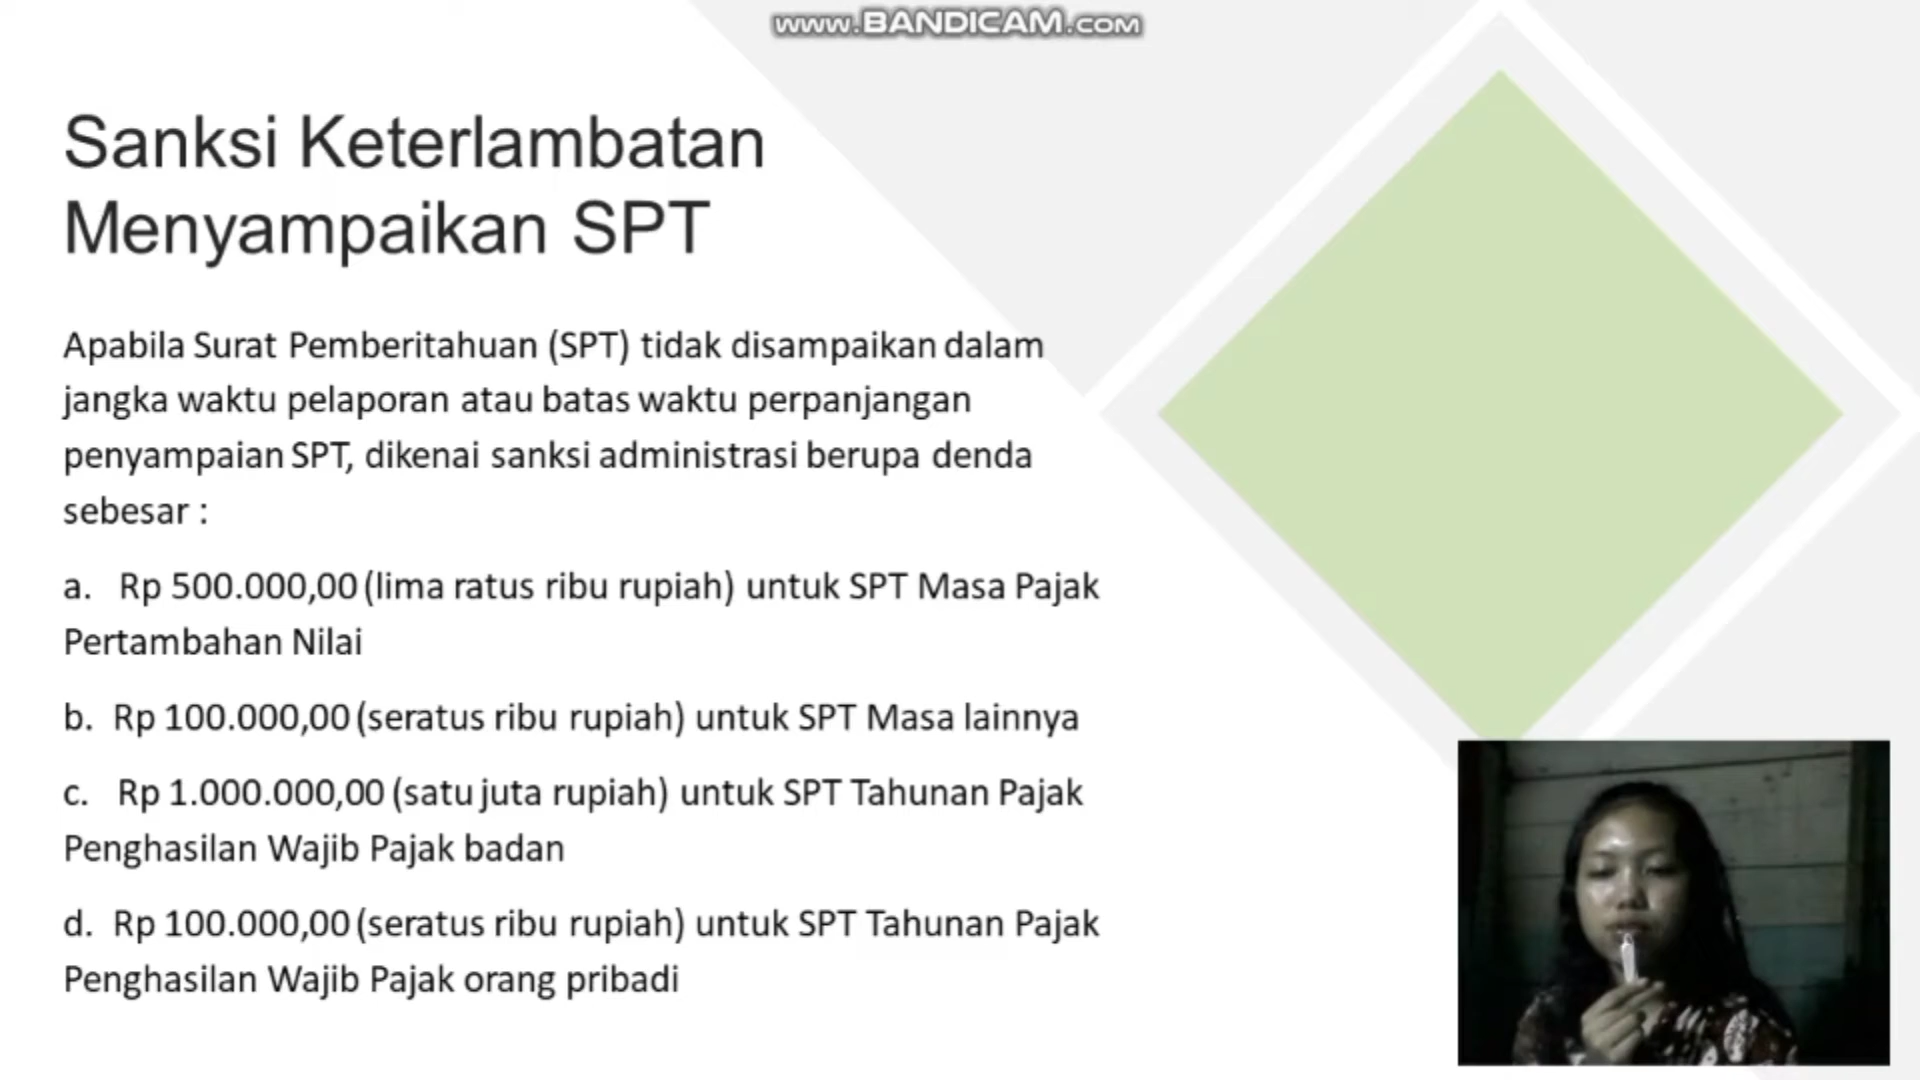 www.BANDICAM.com
Sanksi Keterlambatan
Menyampaikan SPT
Apabila Surat Pemberitahuan (SPT) tidak disampaikan dalam
jangka waktu pelaporan atau batas waktu perpanjangan
penyampaian SPT, dikenai sanksi administrasi berupa denda
sebesar :
a. Rp 500.000,00 (lima ratus ribu rupiah) untuk SPT Masa Pajak
Pertambahan Nilai
b. Rp 100.000,00 (seratus ribu rupiah) untuk SPT Masa lainnya
c. Rp 1.000.000,00 (satu juta rupiah) untuk SPT Tahunan Pajak
Penghasilan Wajib Pajak badan
d. Rp 100.000,00 (seratus ribu rupiah) untuk SPT Tahunan Pajak
Penghasilan Wajib Pajak orang pribadi